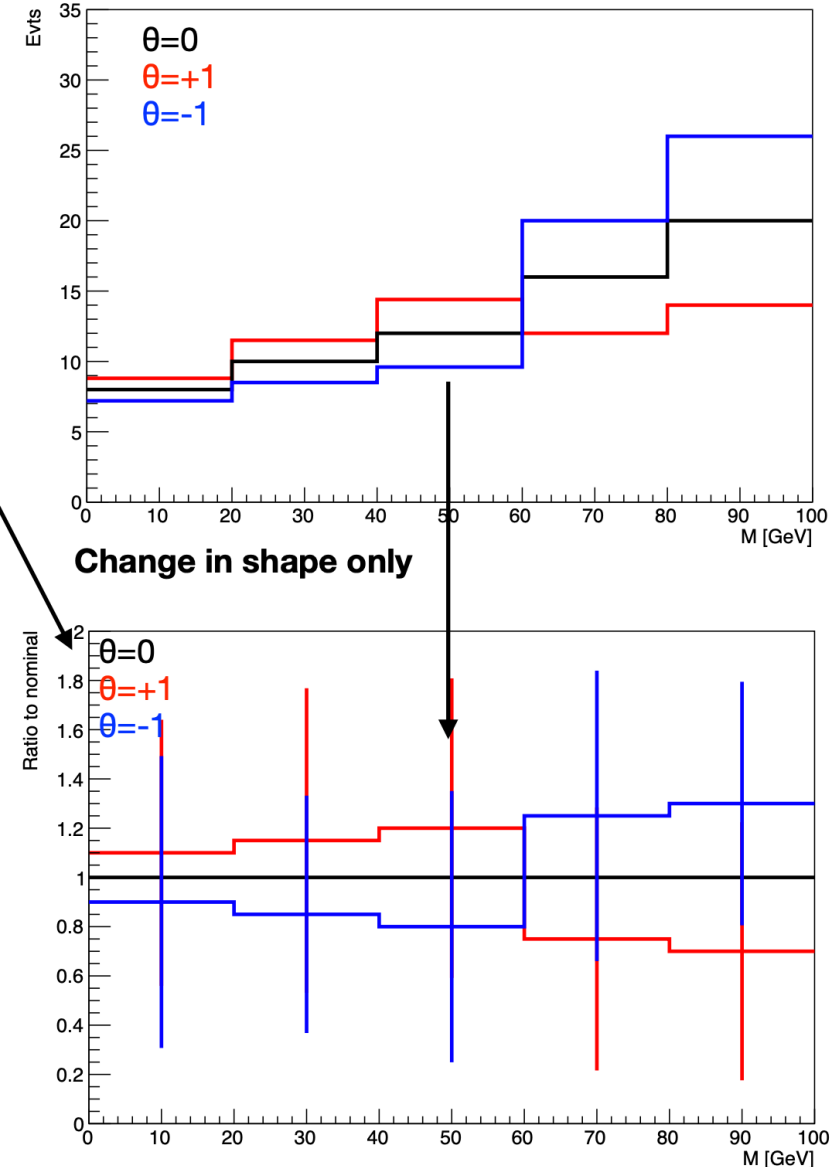 Evts
35
θ=0
30
θ=+1
θ=-1
25
20
15
10
5
0
0 10 20 30 40 50 60 70 80 90 100
M [GeV]
Change in shape only
Ratio to nominal
2
θ=0
1.8
θ=+1
1.6
θ=-1
1.4
1.2
1
0.8
0.6
0.4
0.2
0
0 10 20 30 40 50 60 70 80 90 100
M [GeV]